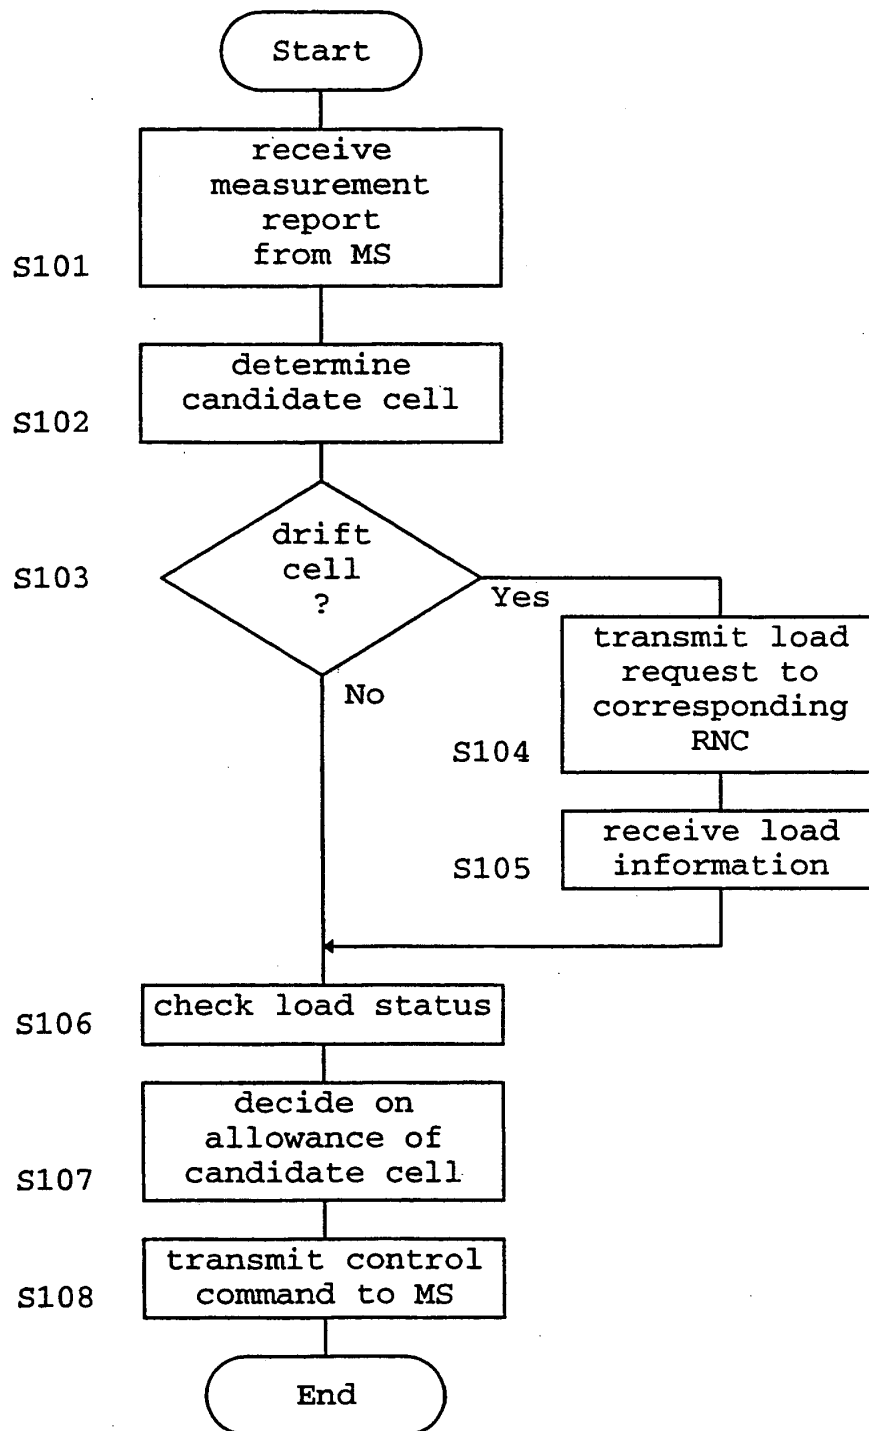 Start
receive
measurement
report
from MS
S101
determine
candidate cell
S102
drift
cell
?
S103
Yes
No
transmit load
request to
corresponding
RNC
S104
receive load
information
S105
check load status
S106
decide on
allowance of
candidate cell
S107
transmit control
command to MS
S108
End